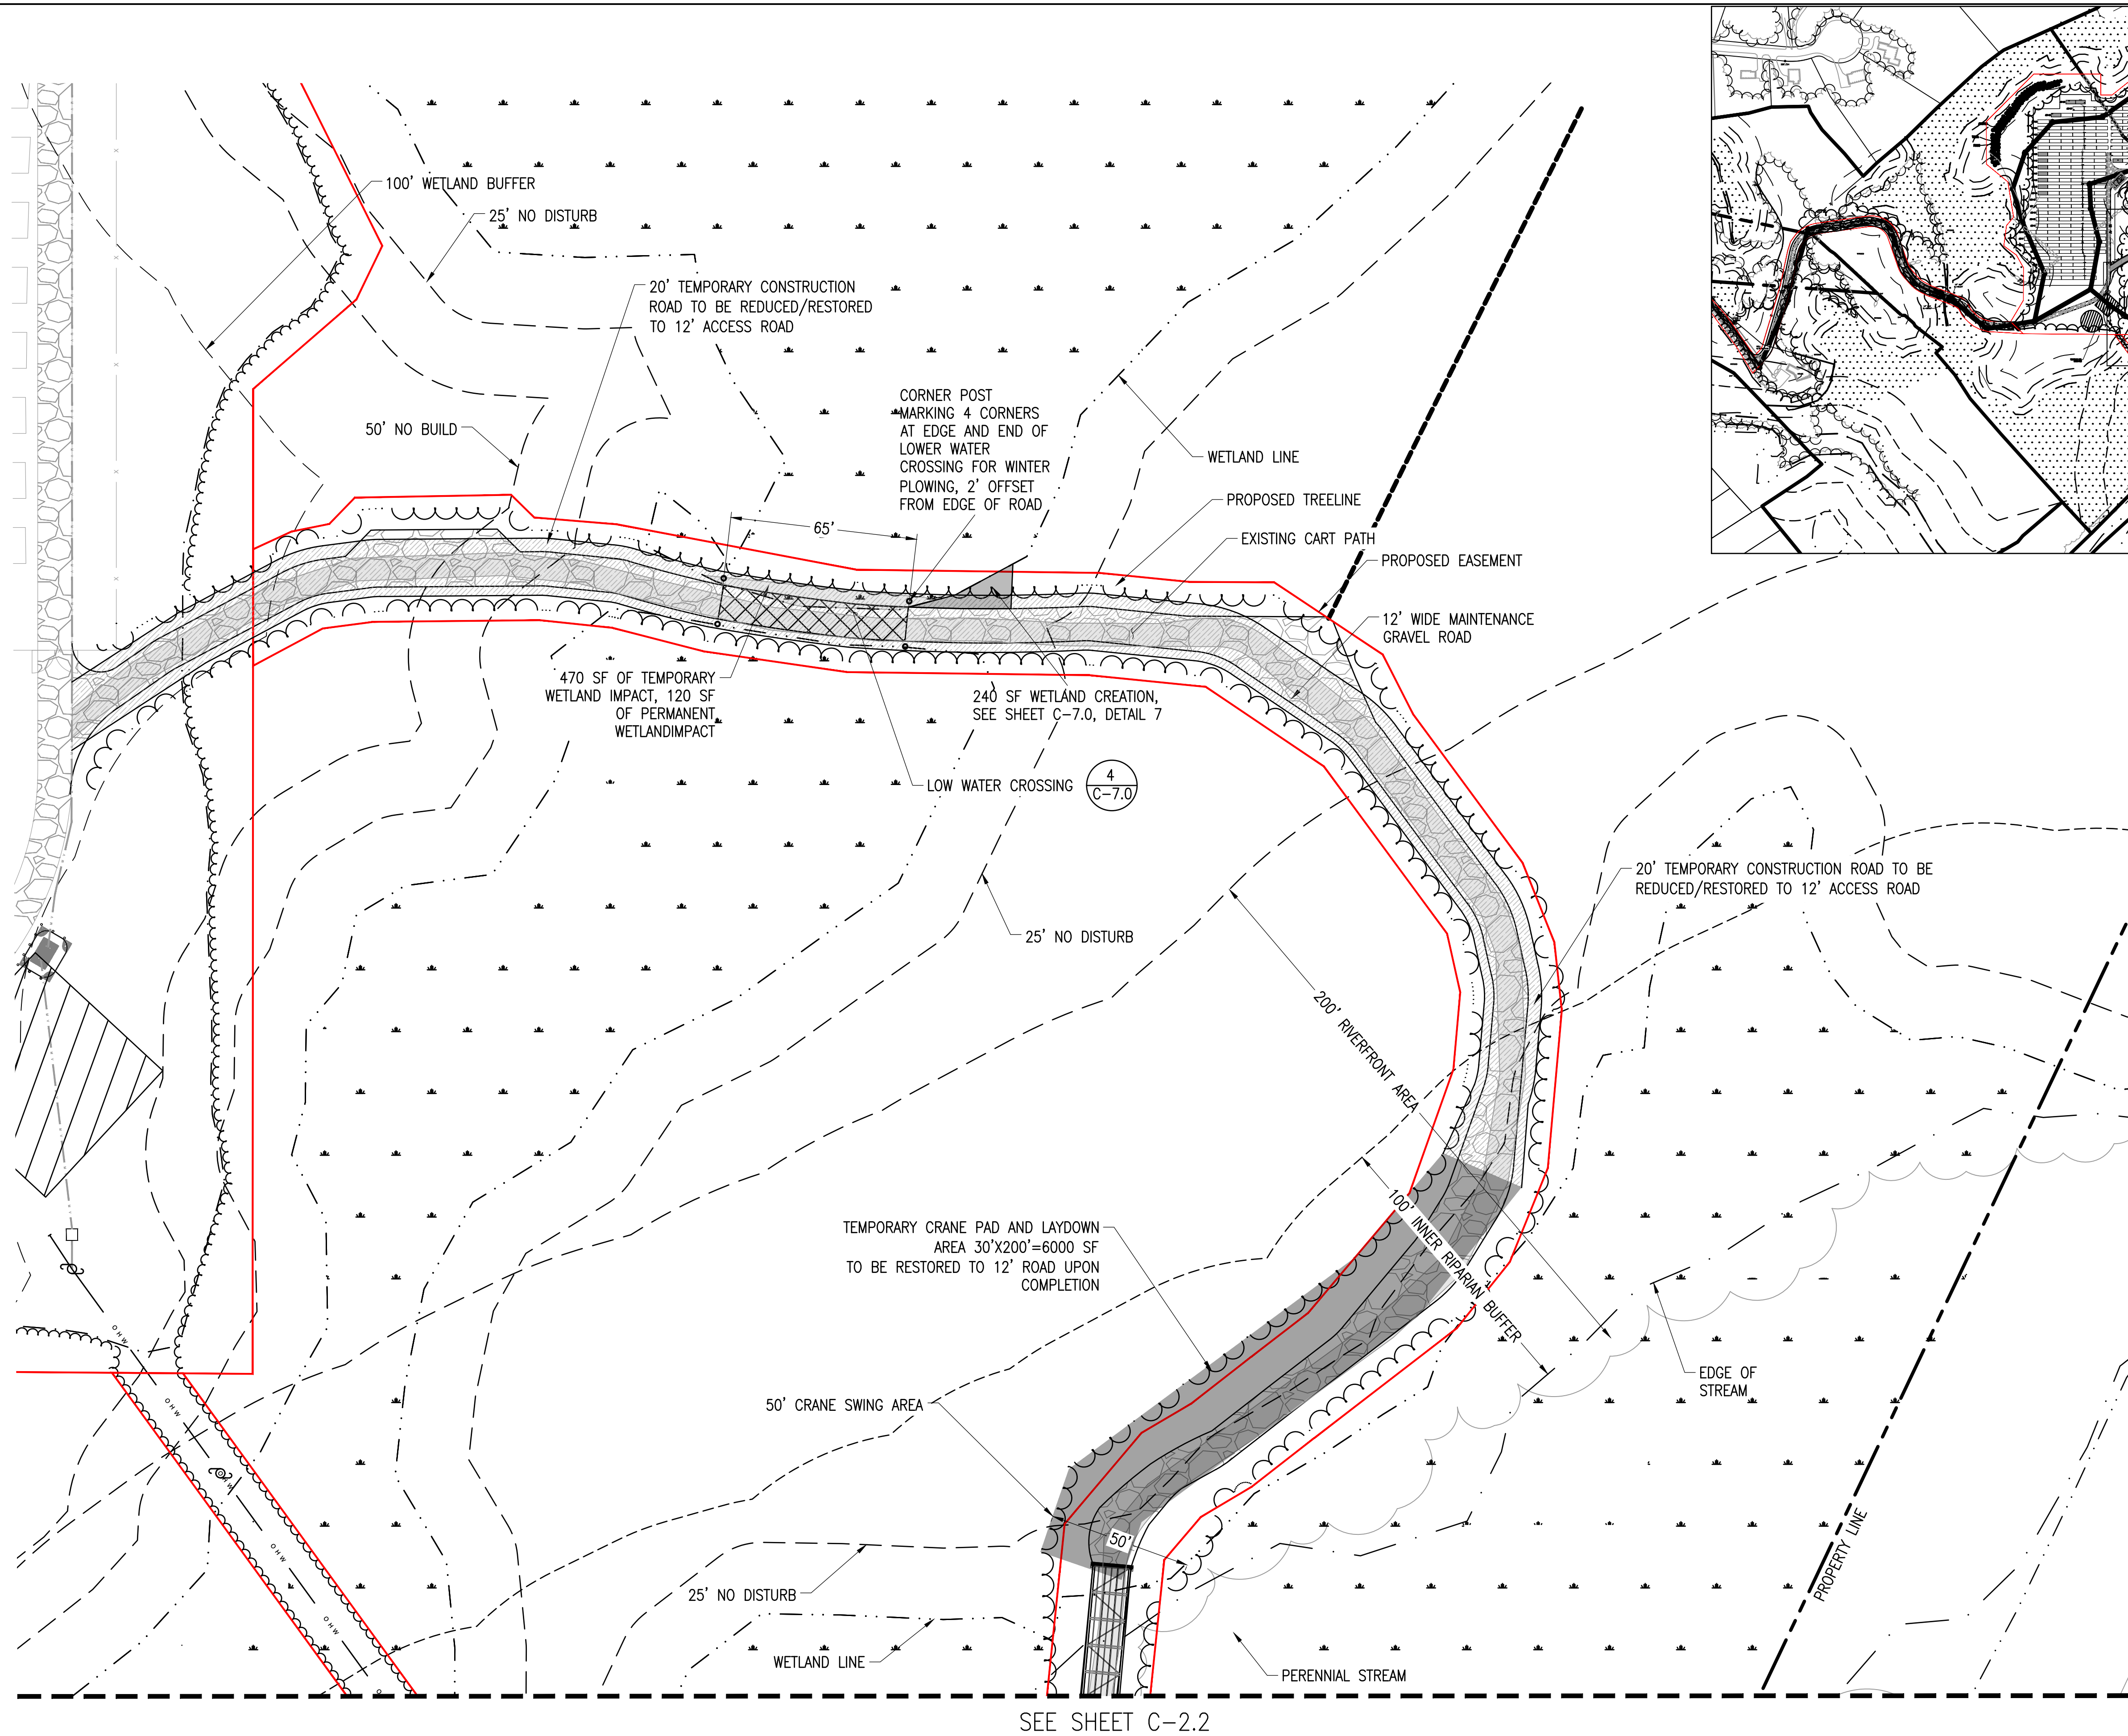 100' WETLAND BUFFER
25' NO DISTURB
20' TEMPORARY CONSTRUCTION
ROAD TO BE REDUCED/RESTORED
TO 12' ACCESS ROAD
50' NO BUILD
CORNER POST
MARKING 4 CORNERS
AT EDGE AND END OF
LOWER WATER
CROSSING FOR WINTER
PLOWING, 2' OFFSET
FROM EDGE OF ROAD
WETLAND LINE
PROPOSED TREELINE
65'
EXISTING CART PATH
PROPOSED EASEMENT
12' WIDE MAINTENANCE
GRAVEL ROAD
470 SF OF TEMPORARY
WETLAND IMPACT, 120 SF
OF PERMANENT
WETLANDIMPACT
240 SF WETLAND CREATION,
SEE SHEET C-7.0, DETAIL 7
LOW WATER CROSSING
4
C-7.0
20' TEMPORARY CONSTRUCTION ROAD TO BE
REDUCED/RESTORED TO 12' ACCESS ROAD
25' NO DISTURB
200' RIVERFRONT AREA
100' INNER RIPARIAN BUFFER
TEMPORARY CRANE PAD AND LAYDOWN
AREA 30'X200'=6000 SF
TO BE RESTORED TO 12' ROAD UPON
COMPLETION
50' CRANE SWING AREA
EDGE OF
STREAM
50'
25' NO DISTURB
WETLAND LINE
PERENNIAL STREAM
PROPERTY LINE
OHW
OHW
OHW
OHW
OHW
SEE SHEET C-2.2